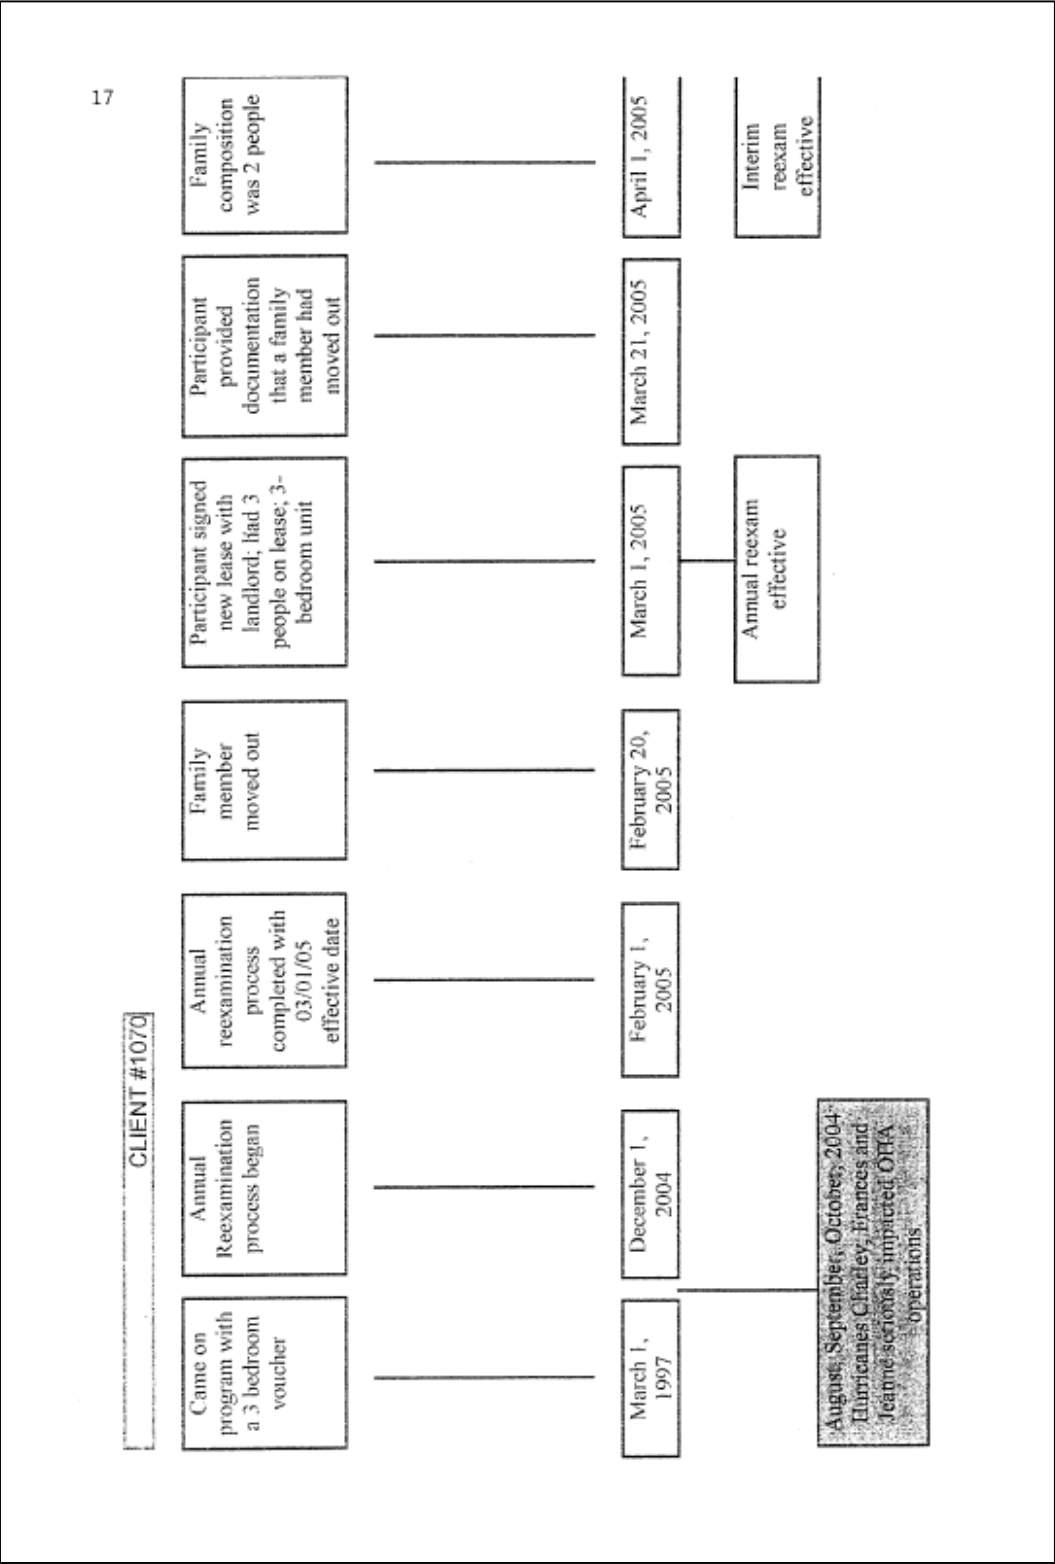 17
CLIENT #1070
Came on
program with
a 3 bedroom
voucher
Annual
Reexamination
process began
Annual
reexamination
process
completed with
03/01/05
effective date
Family
member
moved out
Participant signed
new lease with
landlord; had 3
people on lease; 3-
bedroom unit
Participant
provided
documentation
that a family
member had
moved out
Family
composition
was 2 people
March 1,
1997
December 1,
2004
February 1,
2005
February 20,
2005
March 1, 2005
March 21, 2005
April 1, 2005
Annual reexam
effective
Interim
reexam
effective
August, September, October, 2004
Hurricanes Charley, Frances and
Jeanne seriously impacted OHA
operations